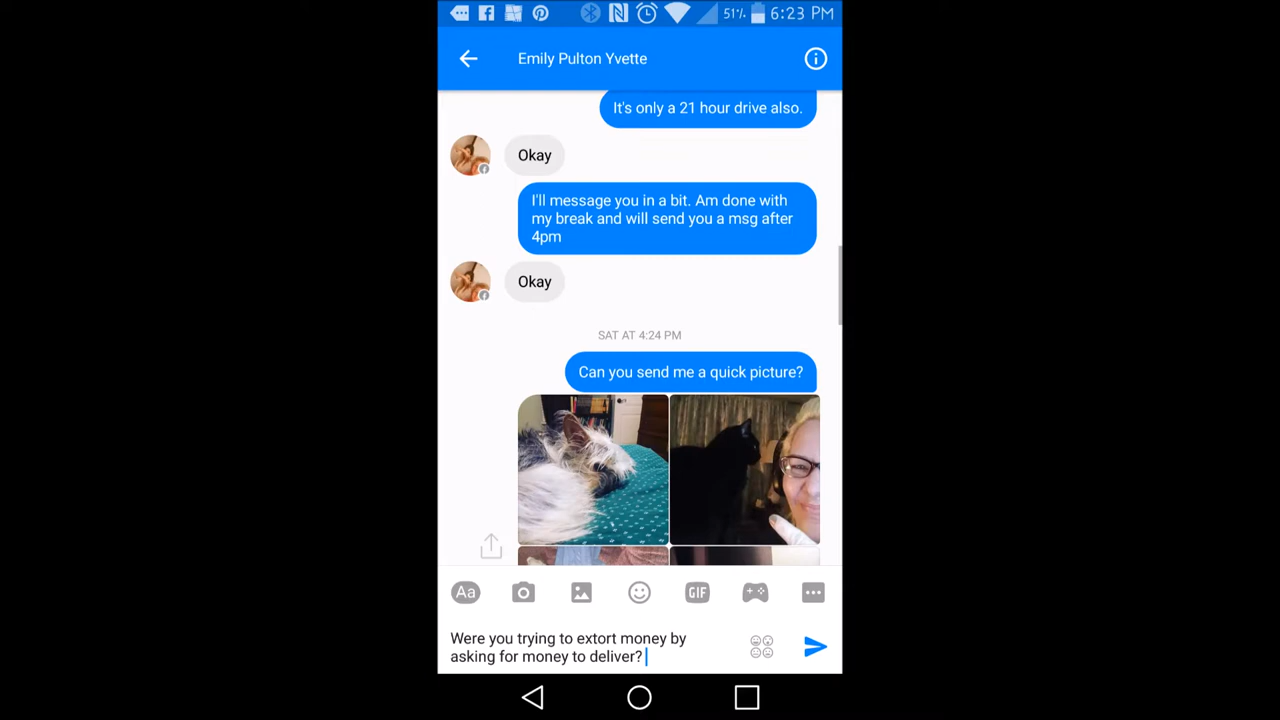 51% 6:23 PM
Emily Pulton Yvette
It's only a 21 hour drive also.
Okay
I'll message you in a bit. Am done with
my break and will send you a msg after
4pm
Okay
SAT AT 4:24 PM
Can you send me a quick picture?
Aa GIF
Were you trying to extort money by
asking for money to deliver?